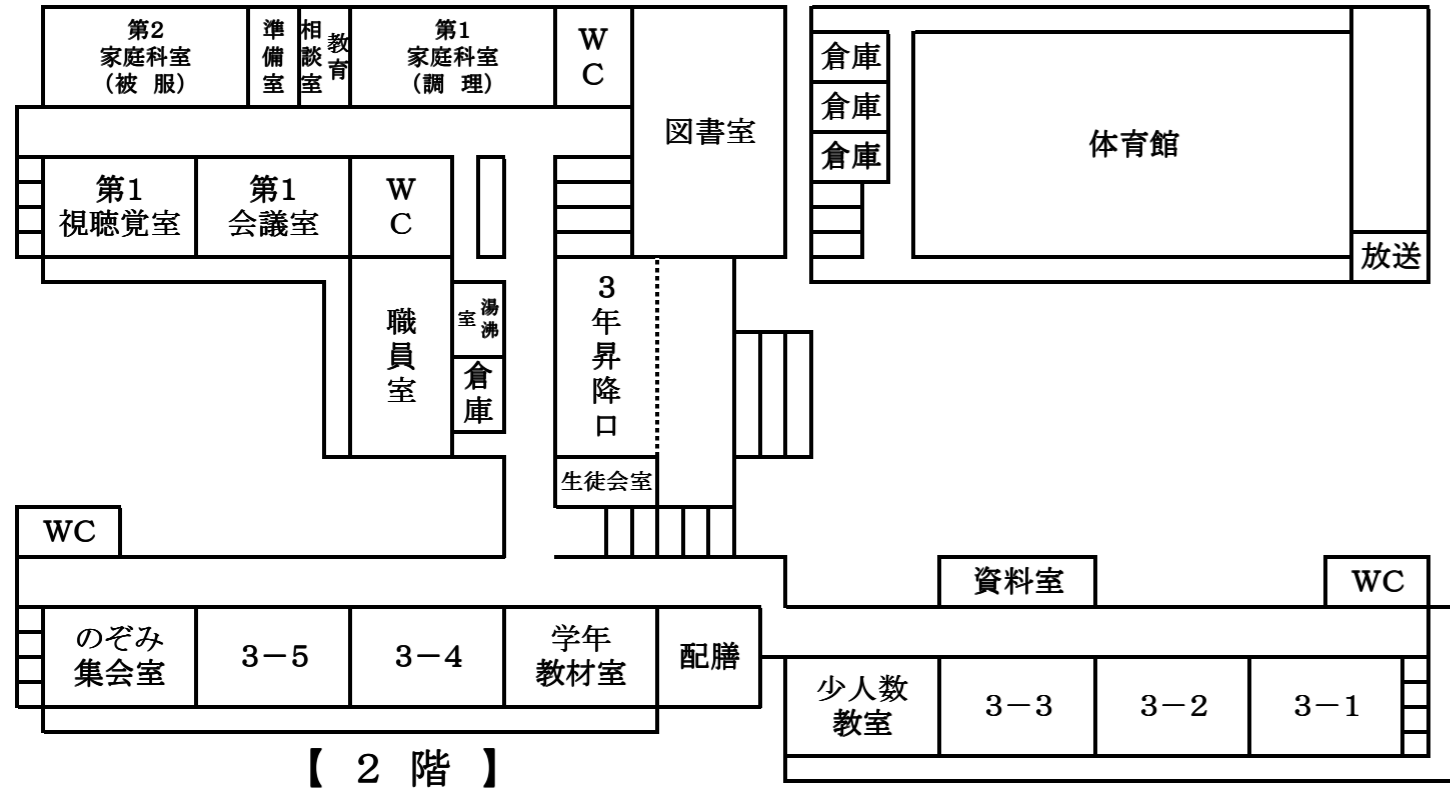 第2
家庭科室
(被 服)
準備室
教育
相談室
第1
家庭科室
(調 理)
WC
図書室
倉庫
倉庫
倉庫
体育館
放送
第1
視聴覚室
第1
会議室
WC
職員室
湯沸
室
倉庫
3年昇降口
生徒会室
WC
資料室
WC
のぞみ
集会室
3－5
3－4
学年
教材室
配膳
少人数
教室
3－3
3－2
3－1
【 2 階 】